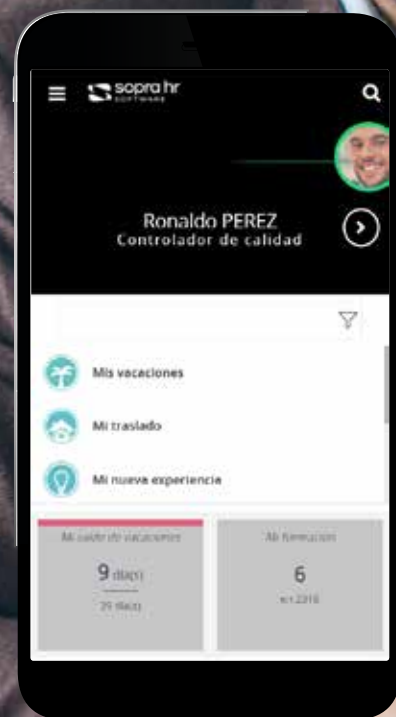 sopra hr
SOFTWARE
Ronaldo PEREZ
Controlador de calidad
Mis vacaciones
Mi traslado
Mi nueva experiencia
Mi saldo de vacaciones
9 día(s)
25 día(s)
Mi formación
6